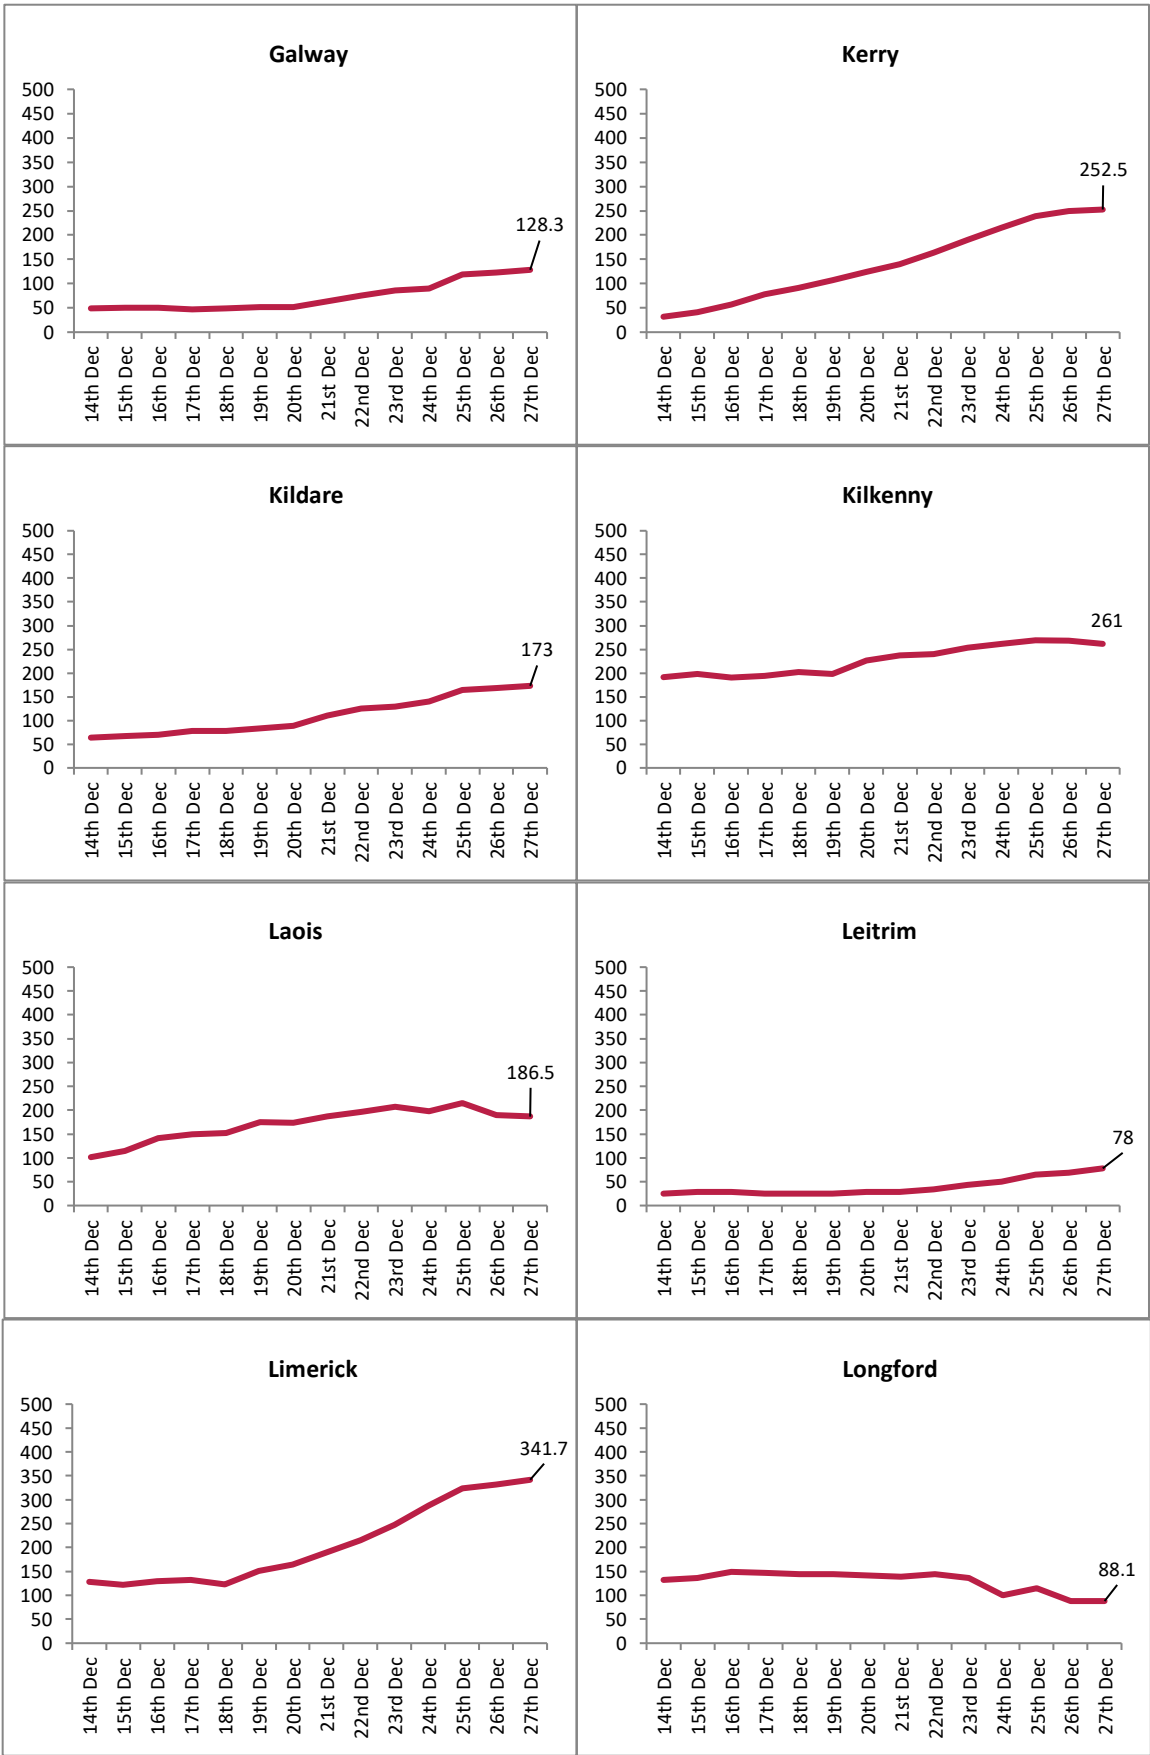 Galway
500
450
400
350
300
250
200
150
100
50
0
128.3
14th Dec
15th Dec
16th Dec
17th Dec
18th Dec
19th Dec
20th Dec
21st Dec
22nd Dec
23rd Dec
24th Dec
25th Dec
26th Dec
27th Dec
Kerry
500
450
400
350
300
250
200
150
100
50
0
252.5
14th Dec
15th Dec
16th Dec
17th Dec
18th Dec
19th Dec
20th Dec
21st Dec
22nd Dec
23rd Dec
24th Dec
25th Dec
26th Dec
27th Dec
Kildare
500
450
400
350
300
250
200
150
100
50
0
173
14th Dec
15th Dec
16th Dec
17th Dec
18th Dec
19th Dec
20th Dec
21st Dec
22nd Dec
23rd Dec
24th Dec
25th Dec
26th Dec
27th Dec
Kilkenny
500
450
400
350
300
250
200
150
100
50
0
261
14th Dec
15th Dec
16th Dec
17th Dec
18th Dec
19th Dec
20th Dec
21st Dec
22nd Dec
23rd Dec
24th Dec
25th Dec
26th Dec
27th Dec
Laois
500
450
400
350
300
250
200
150
100
50
0
186.5
14th Dec
15th Dec
16th Dec
17th Dec
18th Dec
19th Dec
20th Dec
21st Dec
22nd Dec
23rd Dec
24th Dec
25th Dec
26th Dec
27th Dec
Leitrim
500
450
400
350
300
250
200
150
100
50
0
78
14th Dec
15th Dec
16th Dec
17th Dec
18th Dec
19th Dec
20th Dec
21st Dec
22nd Dec
23rd Dec
24th Dec
25th Dec
26th Dec
27th Dec
Limerick
500
450
400
350
300
250
200
150
100
50
0
341.7
14th Dec
15th Dec
16th Dec
17th Dec
18th Dec
19th Dec
20th Dec
21st Dec
22nd Dec
23rd Dec
24th Dec
25th Dec
26th Dec
27th Dec
Longford
500
450
400
350
300
250
200
150
100
50
0
88.1
14th Dec
15th Dec
16th Dec
17th Dec
18th Dec
19th Dec
20th Dec
21st Dec
22nd Dec
23rd Dec
24th Dec
25th Dec
26th Dec
27th Dec